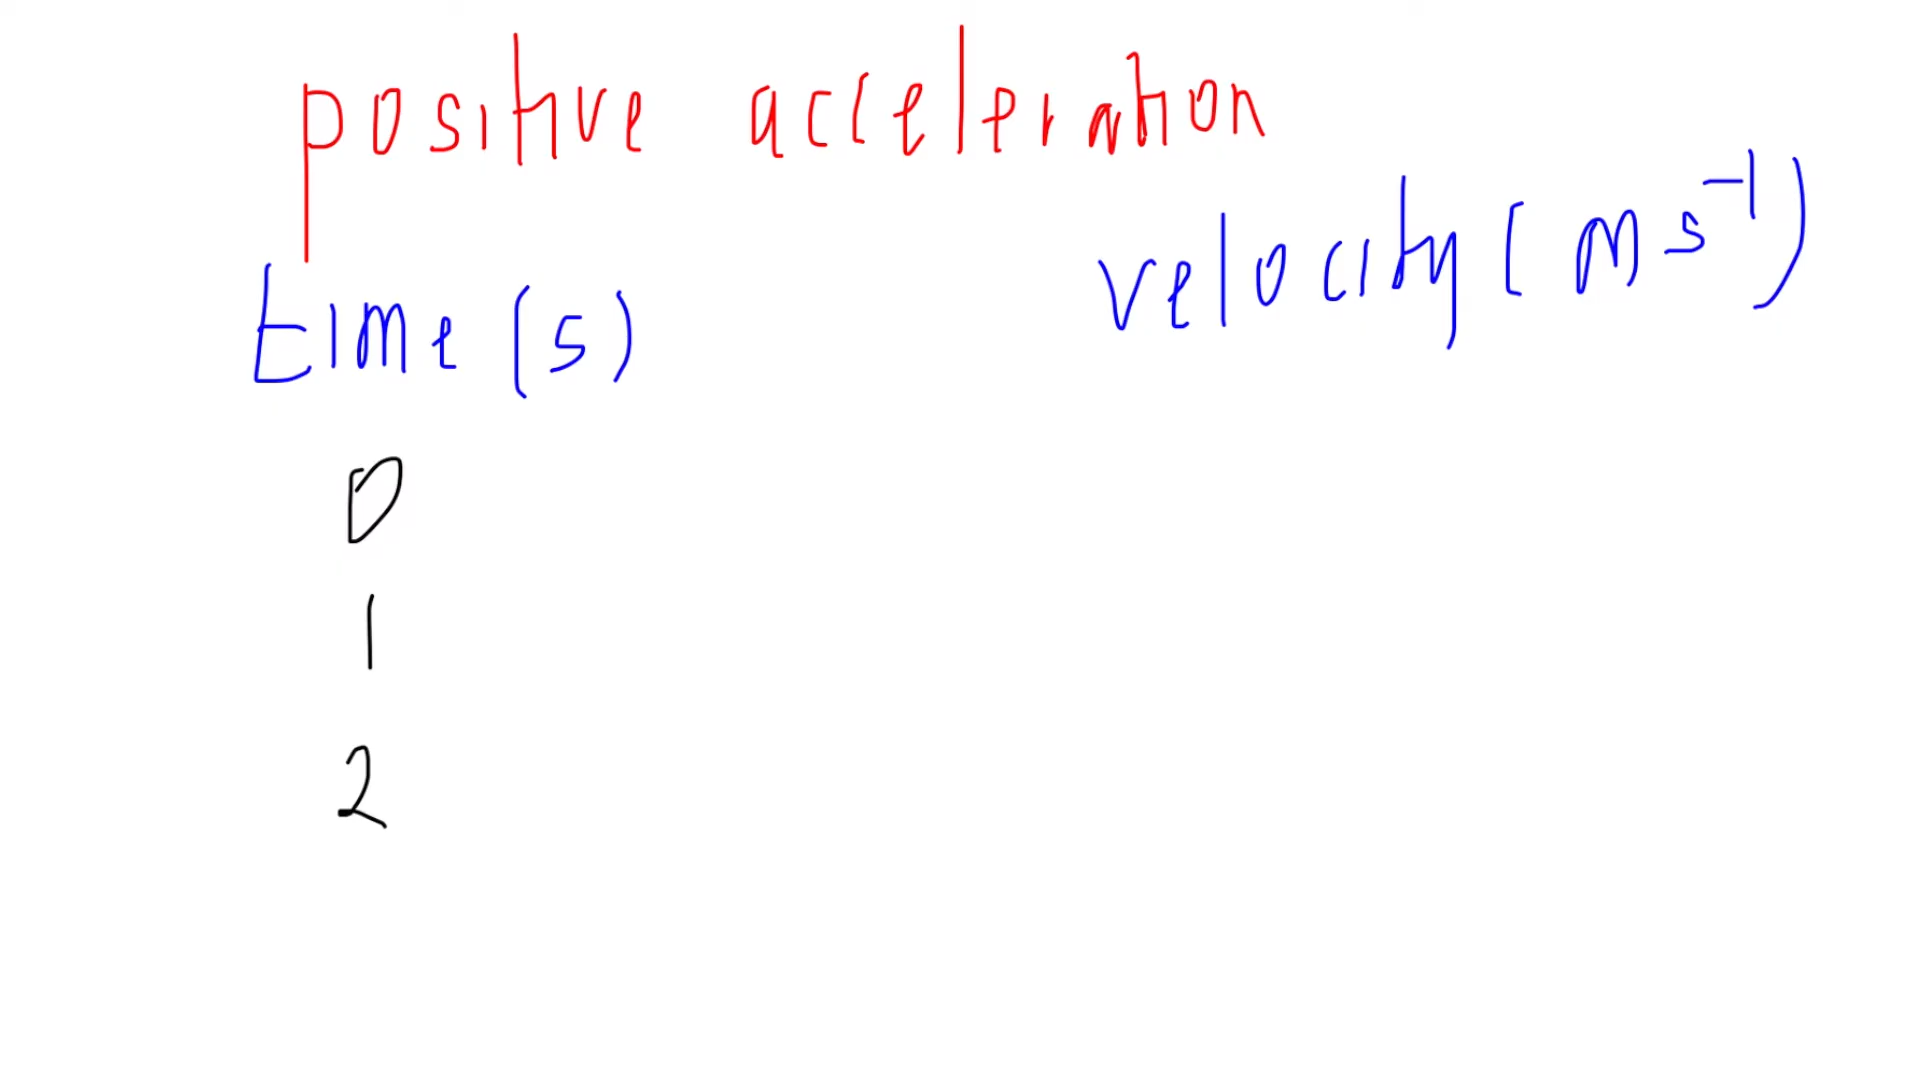 positive acceleration
time (s) velocity (ms⁻¹)
0
1
2